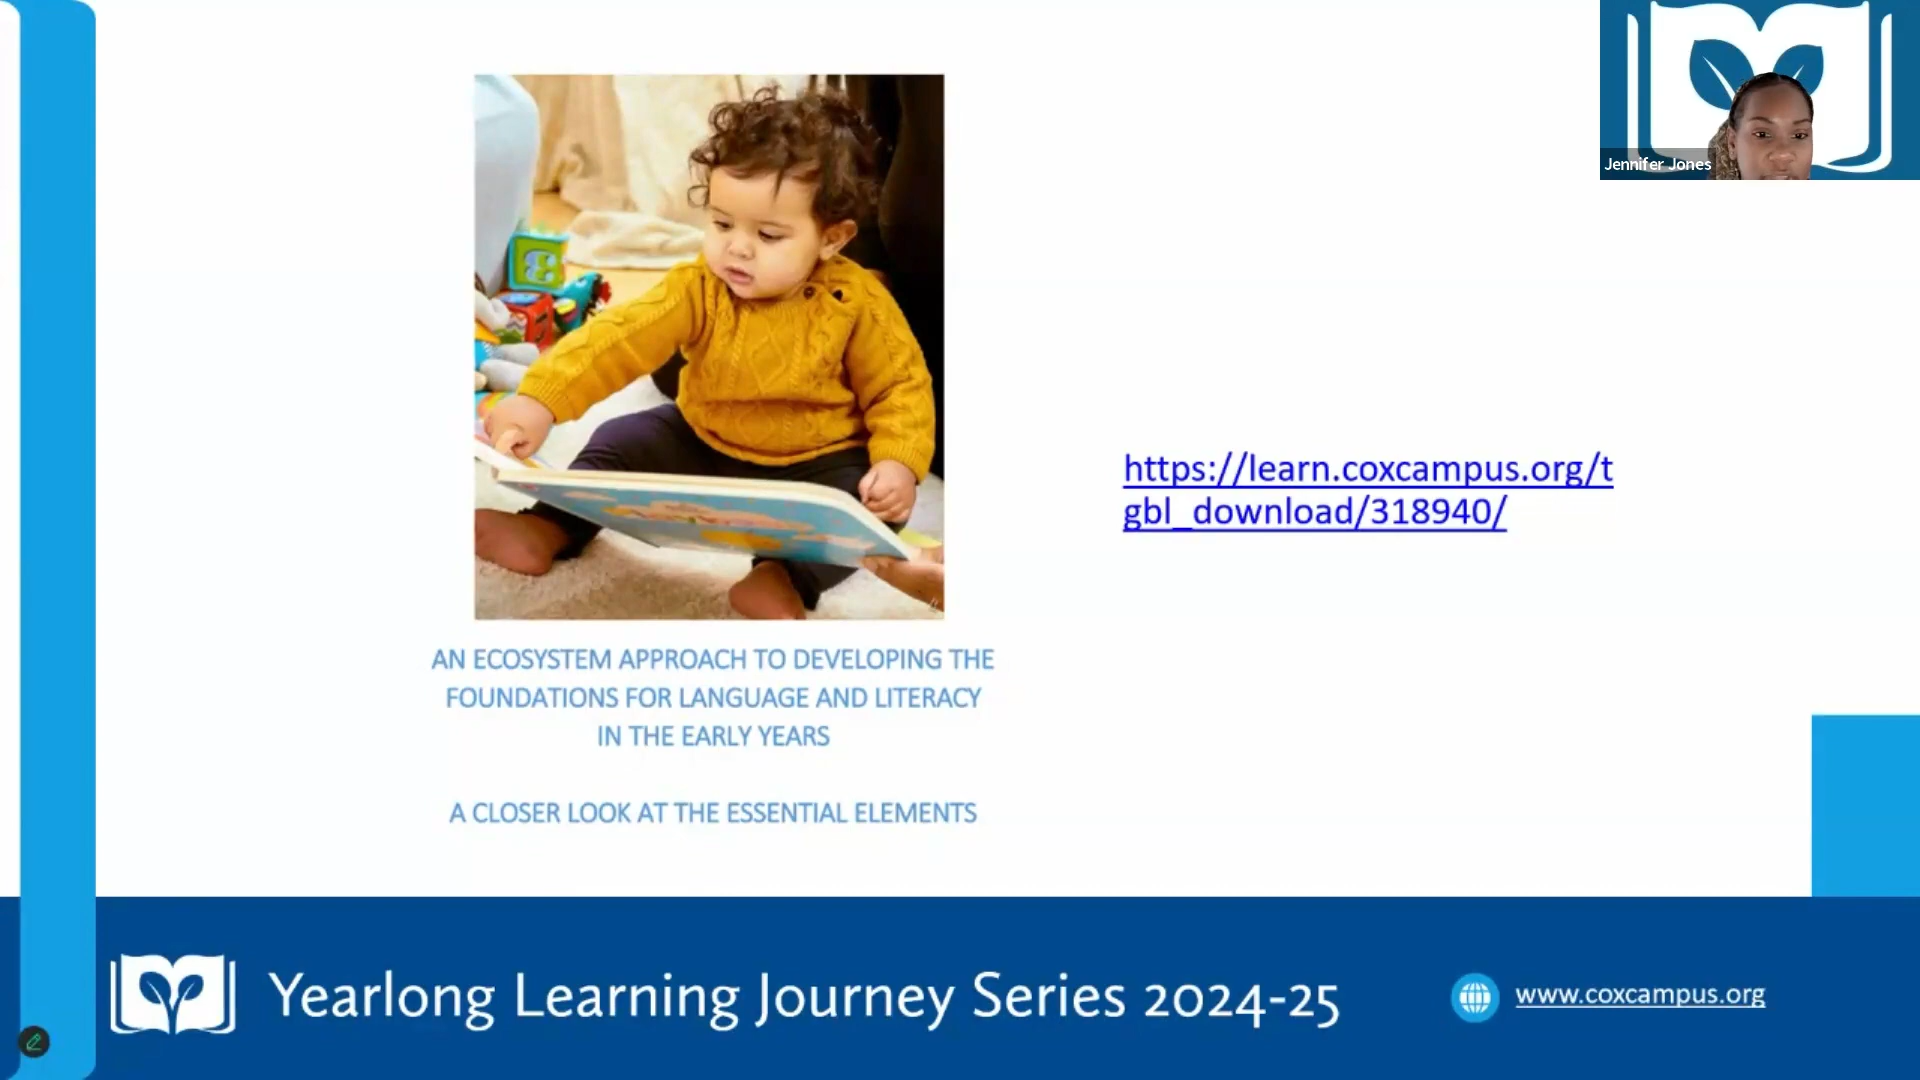 Jennifer Jones
https://learn.coxcampus.org/t
gbl_download/318940/
AN ECOSYSTEM APPROACH TO DEVELOPING THE
FOUNDATIONS FOR LANGUAGE AND LITERACY
IN THE EARLY YEARS
A CLOSER LOOK AT THE ESSENTIAL ELEMENTS
Yearlong Learning Journey Series 2024-25
www.coxcampus.org